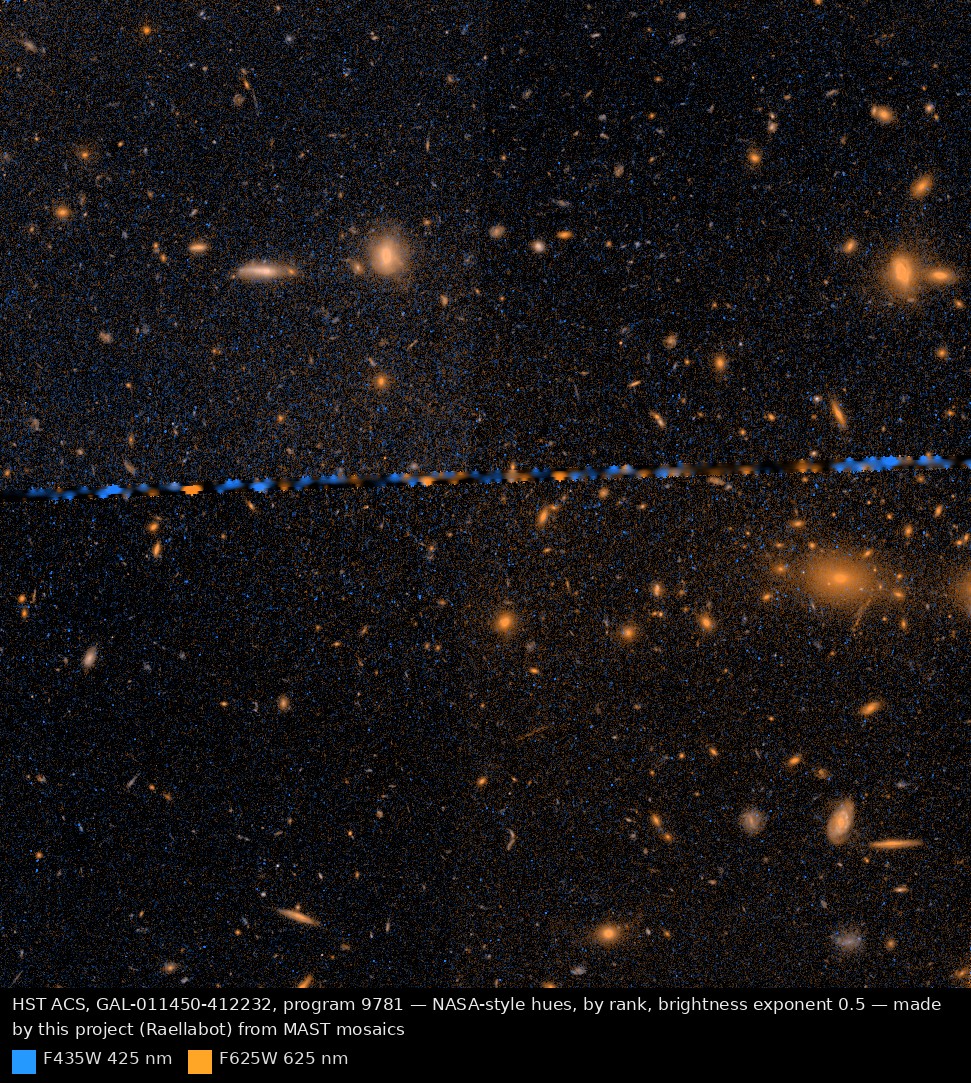 HST ACS, GAL-011450-412232, program 9781 — NASA-style hues, by rank, brightness exponent 0.5 — made
by this project (Raellabot) from MAST mosaics
F435W 425 nm F625W 625 nm